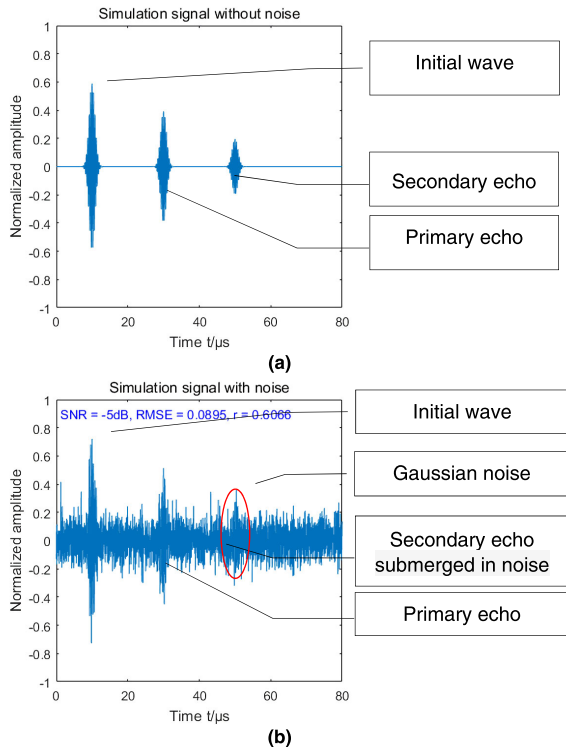 Simulation signal without noise
1
0.8
0.6
0.4
0.2
0
-0.2
-0.4
-0.6
-0.8
-1
Normalized amplitude
0 20 40 60 80
Time t/μs
Initial wave
Secondary echo
Primary echo
(a)
Simulation signal with noise
SNR = -5dB, RMSE = 0.0895, r = 0.6066
1
0.8
0.6
0.4
0.2
0
-0.2
-0.4
-0.6
-0.8
-1
Normalized amplitude
0 20 40 60 80
Time t/μs
Initial wave
Gaussian noise
Secondary echo
submerged in noise
Primary echo
(b)